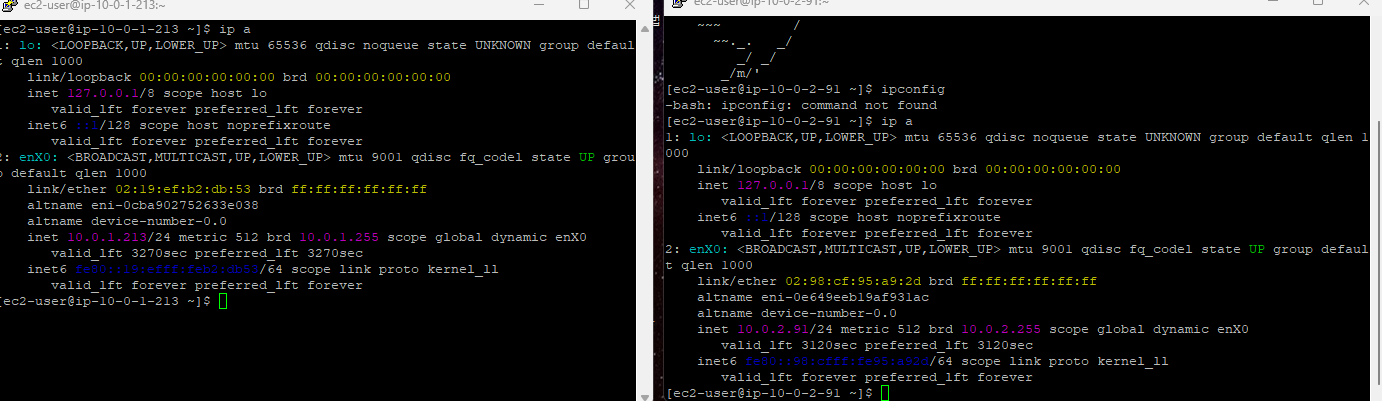 ec2-user@ip-10-0-1-213:~
[ec2-user@ip-10-0-1-213 ~]$ ip a
1: lo: <LOOPBACK,UP,LOWER_UP> mtu 65536 qdisc noqueue state UNKNOWN group defaul
t qlen 1000
    link/loopback 00:00:00:00:00:00 brd 00:00:00:00:00:00
    inet 127.0.0.1/8 scope host lo
       valid_lft forever preferred_lft forever
    inet6 ::1/128 scope host noprefixroute
       valid_lft forever preferred_lft forever
2: enX0: <BROADCAST,MULTICAST,UP,LOWER_UP> mtu 9001 qdisc fq_codel state UP grou
p default qlen 1000
    link/ether 02:19:ef:b2:db:53 brd ff:ff:ff:ff:ff:ff
    altname eni-0cba902752633e038
    altname device-number-0.0
    inet 10.0.1.213/24 metric 512 brd 10.0.1.255 scope global dynamic enX0
       valid_lft 3270sec preferred_lft 3270sec
    inet6 fe80::19:efff:feb2:db53/64 scope link proto kernel_ll
       valid_lft forever preferred_lft forever
[ec2-user@ip-10-0-1-213 ~]$
ec2-user@ip-10-0-2-91:~
    ~~~         /
      ~~._.   _/
         _/ _/
       _/m/'
[ec2-user@ip-10-0-2-91 ~]$ ipconfig
-bash: ipconfig: command not found
[ec2-user@ip-10-0-2-91 ~]$ ip a
1: lo: <LOOPBACK,UP,LOWER_UP> mtu 65536 qdisc noqueue state UNKNOWN group default qlen 1
000
    link/loopback 00:00:00:00:00:00 brd 00:00:00:00:00:00
    inet 127.0.0.1/8 scope host lo
       valid_lft forever preferred_lft forever
    inet6 ::1/128 scope host noprefixroute
       valid_lft forever preferred_lft forever
2: enX0: <BROADCAST,MULTICAST,UP,LOWER_UP> mtu 9001 qdisc fq_codel state UP group defaul
t qlen 1000
    link/ether 02:98:cf:95:a9:2d brd ff:ff:ff:ff:ff:ff
    altname eni-0e649eeb19af931ac
    altname device-number-0.0
    inet 10.0.2.91/24 metric 512 brd 10.0.2.255 scope global dynamic enX0
       valid_lft 3120sec preferred_lft 3120sec
    inet6 fe80::98:cfff:fe95:a92d/64 scope link proto kernel_ll
       valid_lft forever preferred_lft forever
[ec2-user@ip-10-0-2-91 ~]$